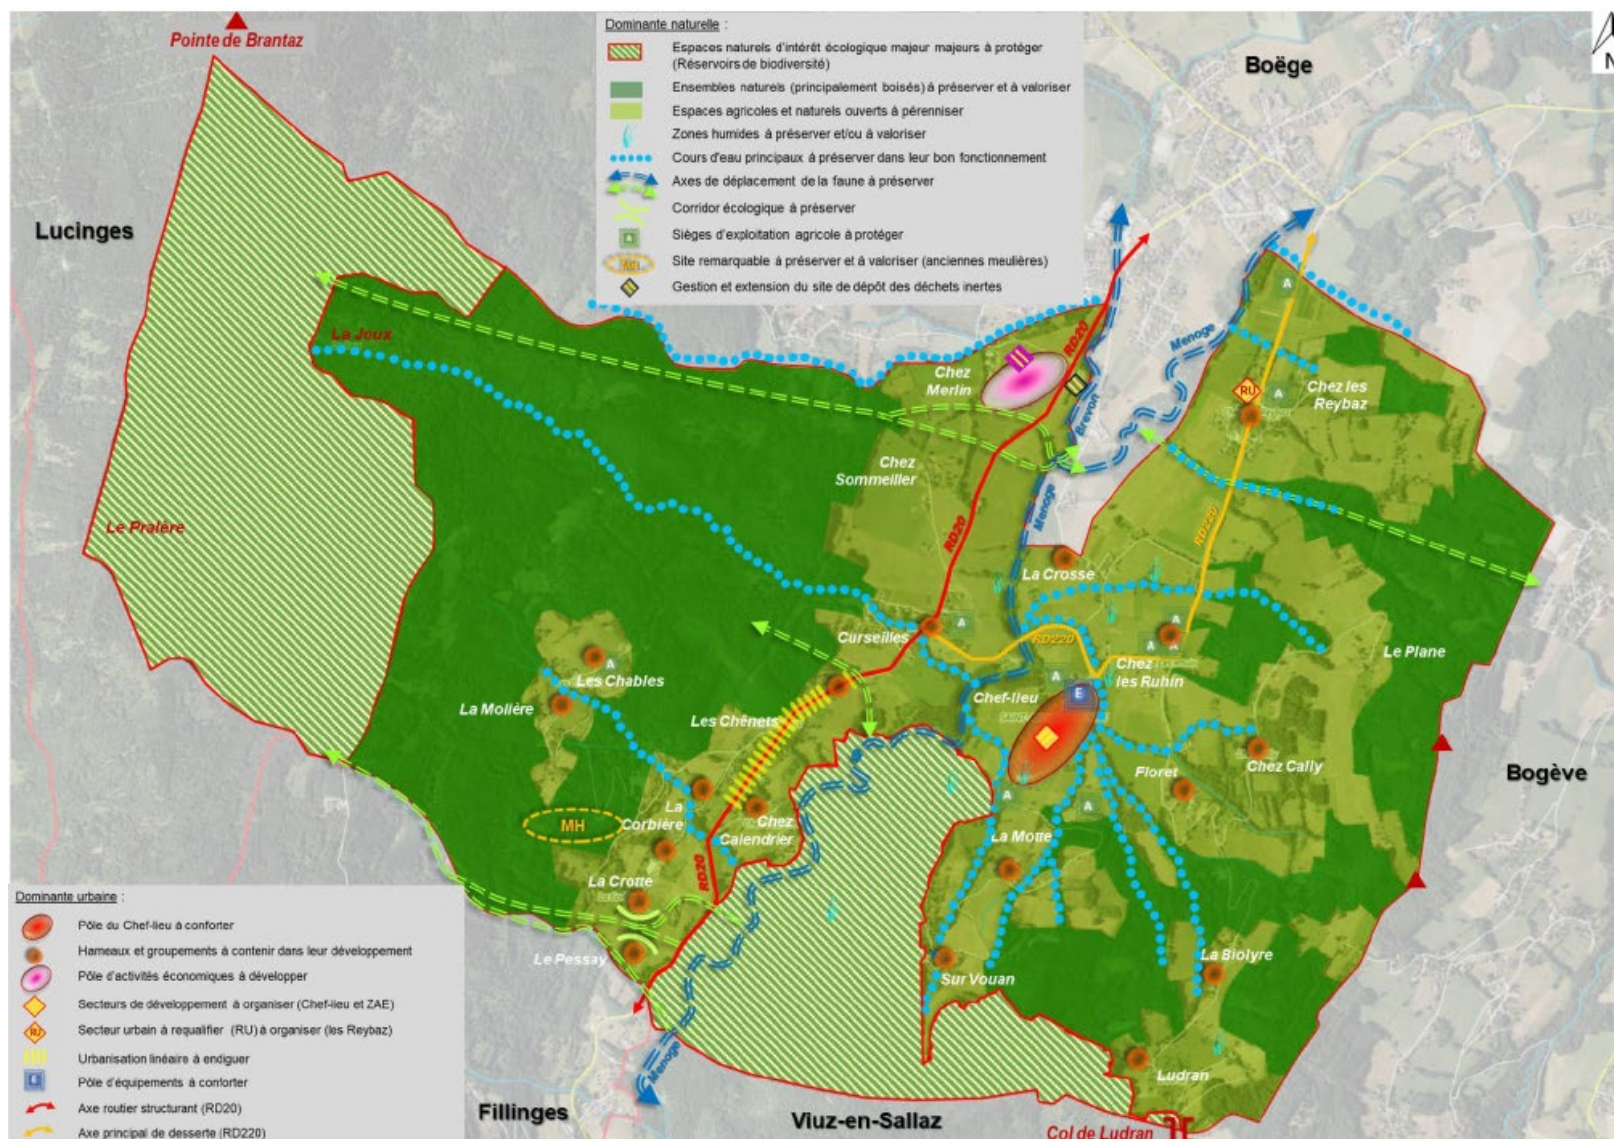 Pointe de Brantaz
Dominante naturelle :
Espaces naturels d'intérêt écologique majeur majeurs à protéger
(Réservoirs de biodiversité)
Ensembles naturels (principalement boisés) à préserver et à valoriser
Espaces agricoles et naturels ouverts à pérenniser
Zones humides à préserver et/ou à valoriser
Cours d'eau principaux à préserver dans leur bon fonctionnement
Axes de déplacement de la faune à préserver
Corridor écologique à préserver
A
Sièges d'exploitation agricole à protéger
MH
Site remarquable à préserver et à valoriser (anciennes meulières)
Gestion et extension du site de dépôt des déchets inertes
N
Boëge
Lucinges
La Joux
RD20
Chez
Merlin
Brevon
Menoge
A
RU
A
Chez les
Reybaz
Chez
Sommeiller
Menoge
RD20
RD220
Le Pralère
La Crosse
Curseilles
A
RD220
A
A
A
Chez
les Ruhin
Le Plane
A
Les Chables
La Molière
Les Chênets
Chef-lieu
A
E
SAINT
Floret
Chez Cally
Bogève
MH
La
Corbière
Chez
Calendrier
A
A
La Motte
RD20
La Crotte
Le Pessay
Sur Vouan
La Biolyre
Ludran
Menoge
Fillinges
Viuz-en-Sallaz
Col de Ludran
Dominante urbaine :
Pôle du Chef-lieu à conforter
Hameaux et groupements à contenir dans leur développement
Pôle d'activités économiques à développer
Secteurs de développement à organiser (Chef-lieu et ZAE)
RU
Secteur urbain à requalifier (RU) à organiser (les Reybaz)
Urbanisation linéaire à endiguer
E
Pôle d'équipements à conforter
Axe routier structurant (RD20)
Axe principal de desserte (RD220)